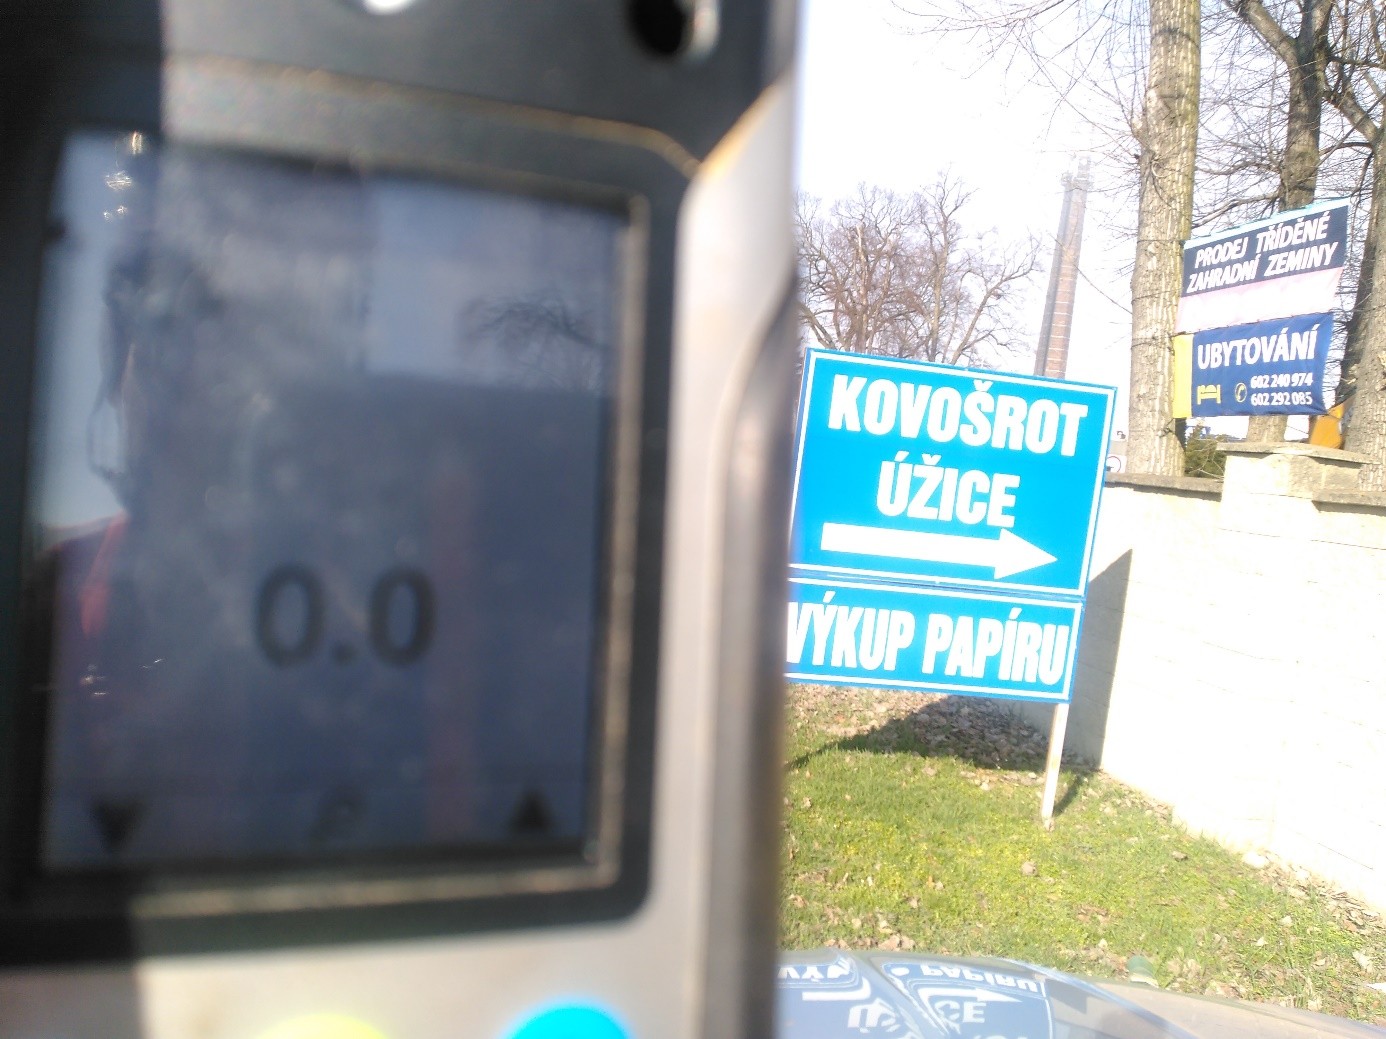 0.0
KOVOŠROT
ÚŽICE
VÝKUP PAPÍRU
PRODEJ TŘÍDĚNÉ
ZAHRADNÍ ZEMINY
UBYTOVÁNÍ
602 240 974
602 292 085